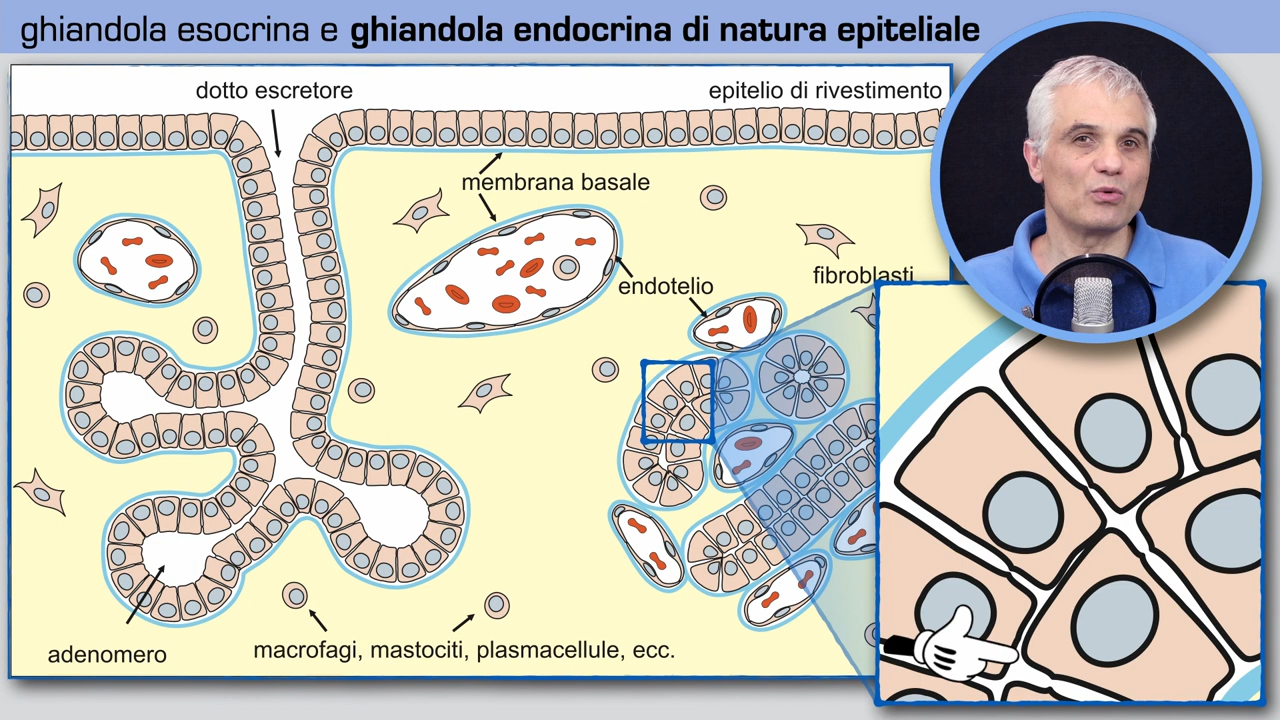 ghiandola esocrina e ghiandola endocrina di natura epiteliale
dotto escretore
epitelio di rivestimento
membrana basale
endotelio
fibroblasti
adenomero
macrofagi, mastociti, plasmacellule, ecc.